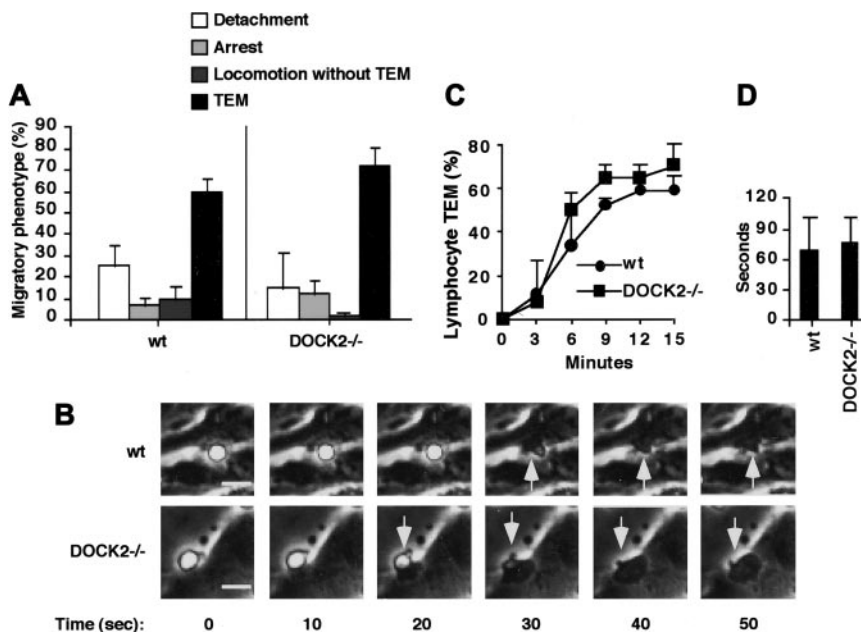 Detachment
Arrest
Locomotion without TEM
TEM
A
Migratory phenotype (%)
90
80
70
60
50
40
30
20
10
0
wt
DOCK2-/-
C
Lymphocyte TEM (%)
80
60
40
20
0
wt
DOCK2-/-
0 3 6 9 12 15
Minutes
D
Seconds
120
90
60
30
0
wt
DOCK2-/-
B
wt
DOCK2-/-
Time (sec): 0 10 20 30 40 50